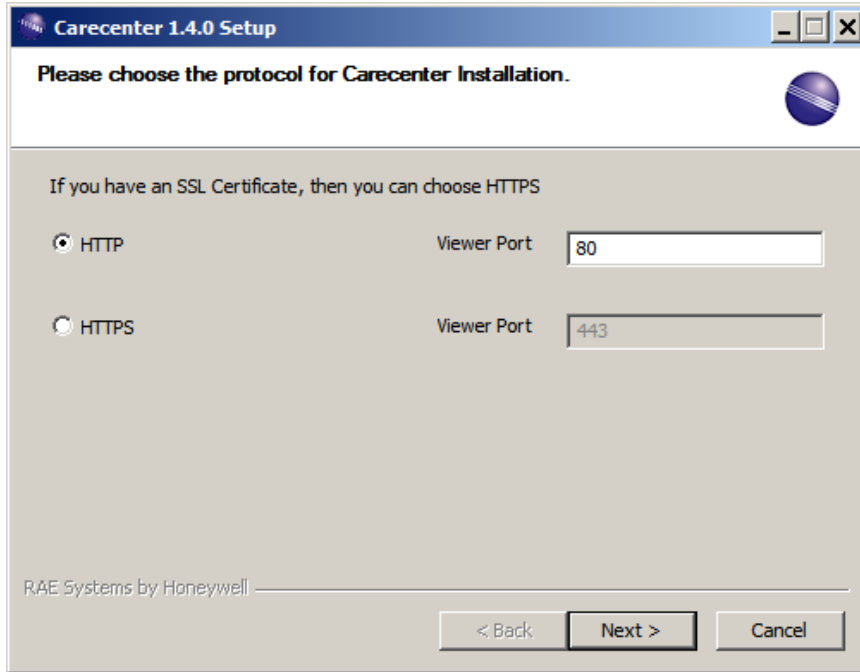 Carecenter 1.4.0 Setup
Please choose the protocol for Carecenter Installation.
If you have an SSL Certificate, then you can choose HTTPS
HTTP Viewer Port 80
HTTPS Viewer Port 443
RAE Systems by Honeywell
< Back Next > Cancel